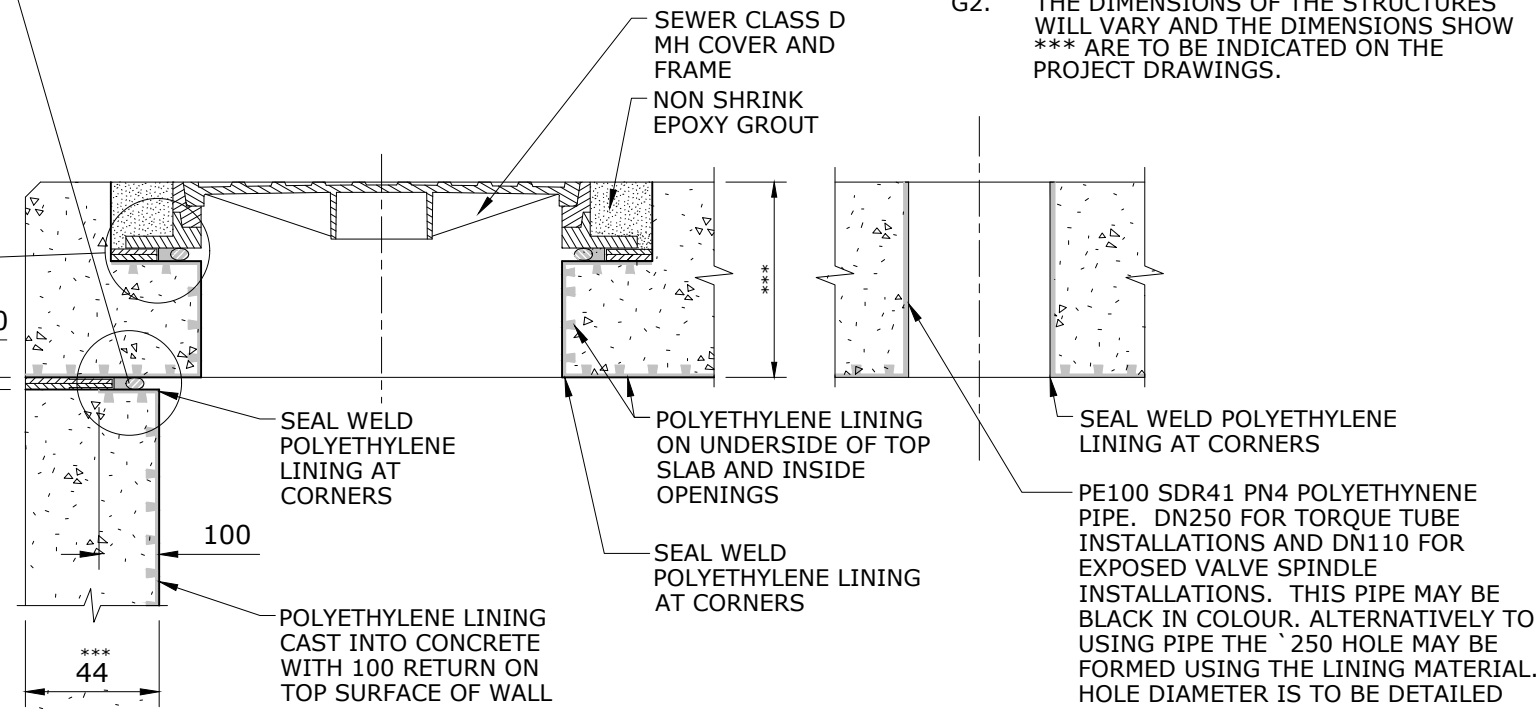 SEWER CLASS D
MH COVER AND
FRAME
NON SHRINK
EPOXY GROUT
G2. THE DIMENSIONS OF THE STRUCTURES
WILL VARY AND THE DIMENSIONS SHOW
*** ARE TO BE INDICATED ON THE
PROJECT DRAWINGS.
***
0
SEAL WELD
POLYETHYLENE
LINING AT
CORNERS
POLYETHYLENE LINING
ON UNDERSIDE OF TOP
SLAB AND INSIDE
OPENINGS
SEAL WELD POLYETHYLENE
LINING AT CORNERS
100
SEAL WELD
POLYETHYLENE LINING
AT CORNERS
PE100 SDR41 PN4 POLYETHYNENE
PIPE. DN250 FOR TORQUE TUBE
INSTALLATIONS AND DN110 FOR
EXPOSED VALVE SPINDLE
INSTALLATIONS. THIS PIPE MAY BE
BLACK IN COLOUR. ALTERNATIVELY TO
USING PIPE THE `250 HOLE MAY BE
FORMED USING THE LINING MATERIAL.
HOLE DIAMETER IS TO BE DETAILED
POLYETHYLENE LINING
CAST INTO CONCRETE
WITH 100 RETURN ON
TOP SURFACE OF WALL
***
44